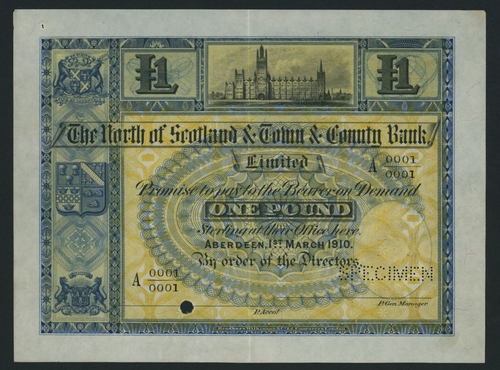 £1 £1
The North of Scotland & Town & County Bank
Limited
A 0001
0001
Promise to pay to the Bearer on Demand
ONE POUND
Sterling at their Office here.
ABERDEEN, 1ST MARCH 1910.
By order of the Directors,
SPECIMEN
A 0001
0001
P. Accnt
P. Gen. Manager